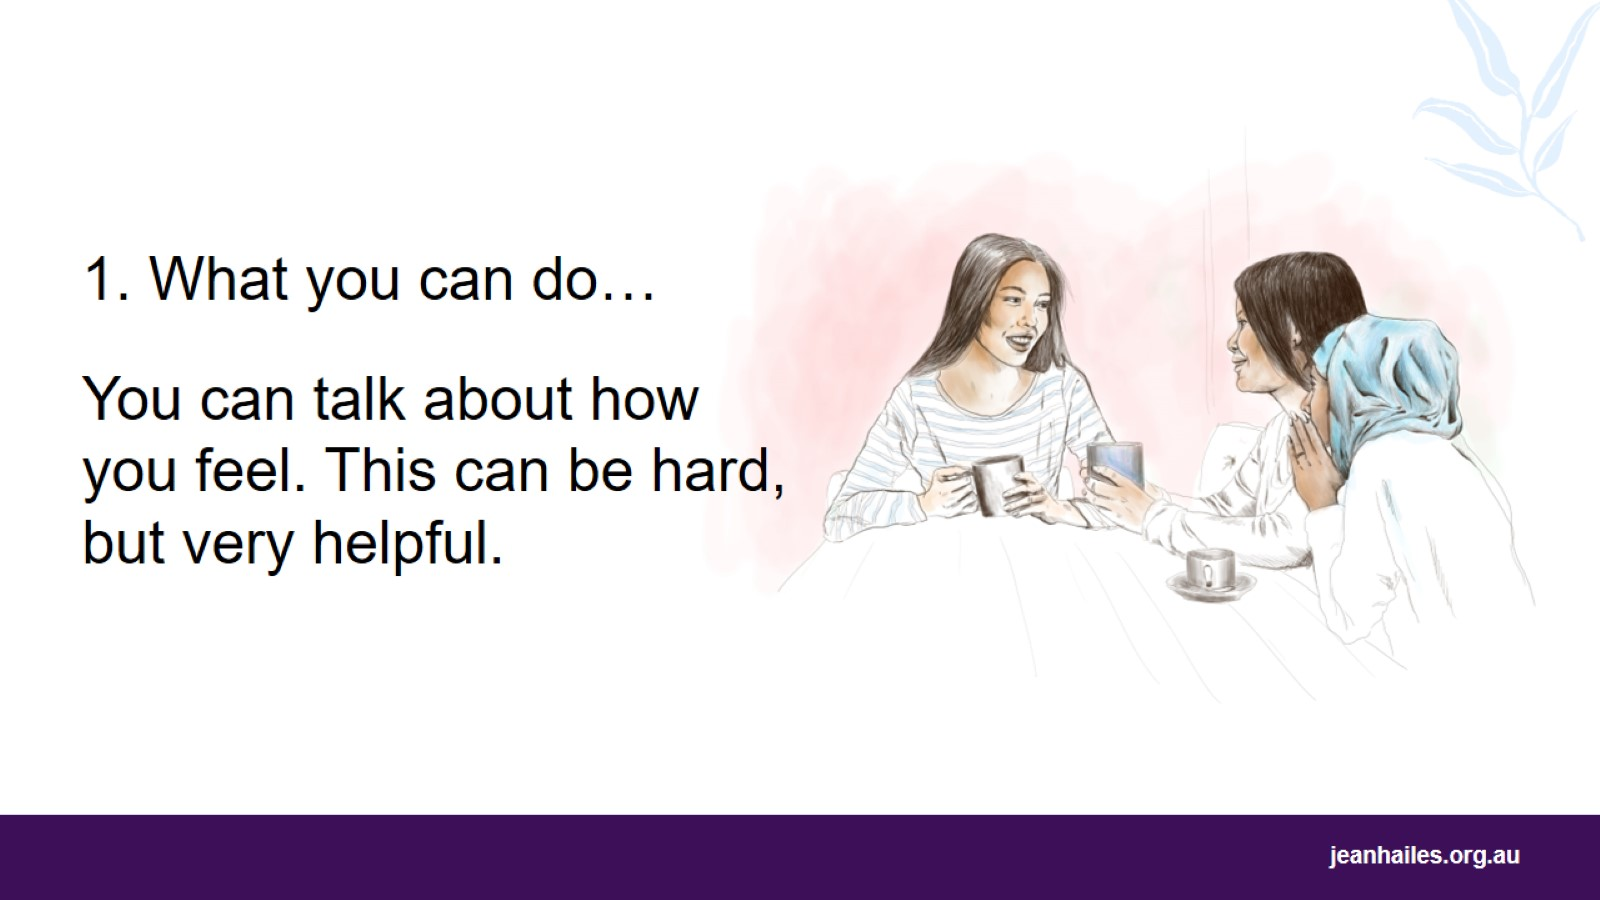 1. What you can do…
You can talk about how
you feel. This can be hard,
but very helpful.
jeanhailes.org.au